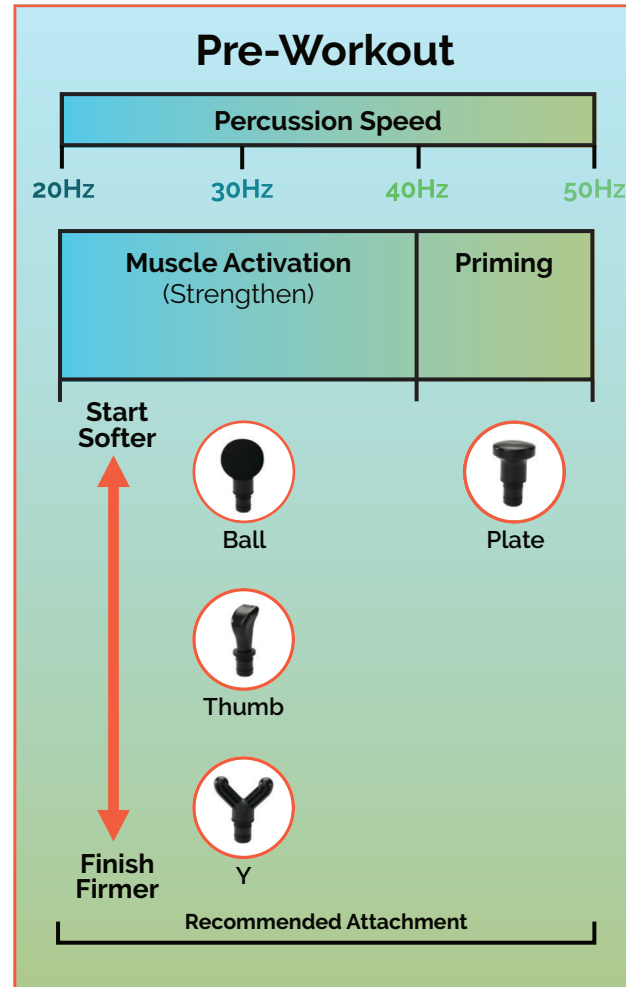 Pre-Workout
Percussion Speed
20Hz 30Hz 40Hz 50Hz
Muscle Activation
(Strengthen)
Priming
Start
Softer
Ball
Plate
Thumb
Y
Finish
Firmer
Recommended Attachment